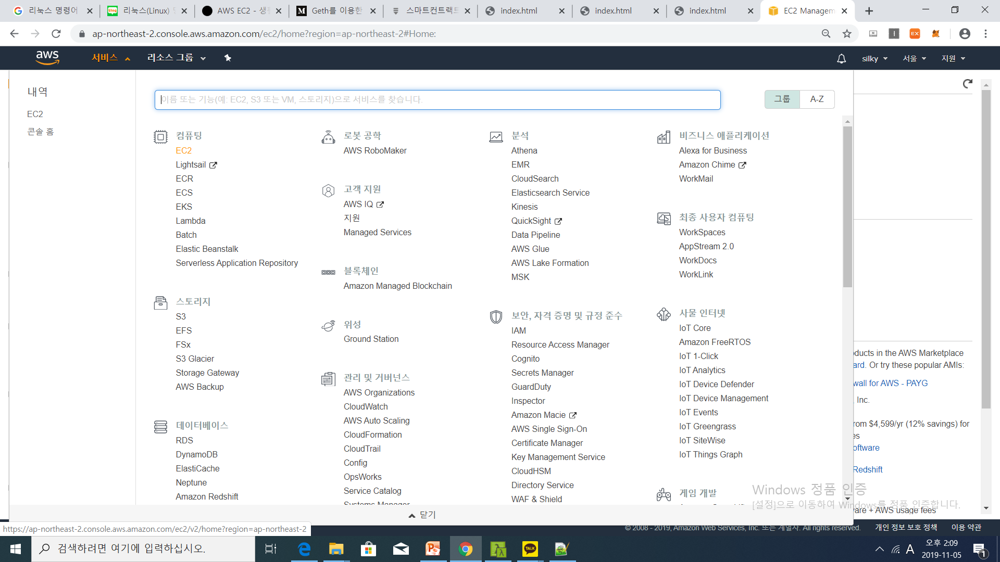 리눅스 명령어
리눅스(Linux)
AWS EC2 - 생
Geth를 이용한
스마트컨트랙트
index.html
index.html
index.html
EC2 Managem
ap-northeast-2.console.aws.amazon.com/ec2/home?region=ap-northeast-2#Home:
aws
서비스
리소스 그룹
silky
서울
지원
내역
EC2
콘솔 홈
이름 또는 기능(예: EC2, S3 또는 VM, 스토리지)으로 서비스를 찾습니다.
그룹
A-Z
컴퓨팅
EC2
Lightsail
ECR
ECS
EKS
Lambda
Batch
Elastic Beanstalk
Serverless Application Repository
스토리지
S3
EFS
FSx
S3 Glacier
Storage Gateway
AWS Backup
데이터베이스
RDS
DynamoDB
ElastiCache
Neptune
Amazon Redshift
로봇 공학
AWS RoboMaker
고객 지원
AWS IQ
지원
Managed Services
블록체인
Amazon Managed Blockchain
위성
Ground Station
관리 및 거버넌스
AWS Organizations
CloudWatch
AWS Auto Scaling
CloudFormation
CloudTrail
Config
OpsWorks
Service Catalog
Systems Manager
분석
Athena
EMR
CloudSearch
Elasticsearch Service
Kinesis
QuickSight
Data Pipeline
AWS Glue
AWS Lake Formation
MSK
보안, 자격 증명 및 규정 준수
IAM
Resource Access Manager
Cognito
Secrets Manager
GuardDuty
Inspector
Amazon Macie
AWS Single Sign-On
Certificate Manager
Key Management Service
CloudHSM
Directory Service
WAF & Shield
비즈니스 애플리케이션
Alexa for Business
Amazon Chime
WorkMail
최종 사용자 컴퓨팅
WorkSpaces
AppStream 2.0
WorkDocs
WorkLink
사물 인터넷
IoT Core
Amazon FreeRTOS
IoT 1-Click
IoT Analytics
IoT Device Defender
IoT Device Management
IoT Events
IoT Greengrass
IoT SiteWise
IoT Things Graph
게임 개발
ducts in the AWS Marketplace
ard. Or try these popular AMIs:
wall for AWS - PAYG
, Inc.
rom $4,599/yr (12% savings) for
es
oftware
Redshift
Windows 정품 인증
[설정]으로 이동하여 Windows를 정품 인증합니다.
are + AWS usage fees
닫기
https://ap-northeast-2.console.aws.amazon.com/ec2/v2/home?region=ap-northeast-2
© 2008 - 2019, Amazon Web Services, Inc. 또는 계열사. All rights reserved.
개인 정보 보호 정책
이용 약관
검색하려면 여기에 입력하십시오.
TALK
A
오후 2:09
2019-11-05
1